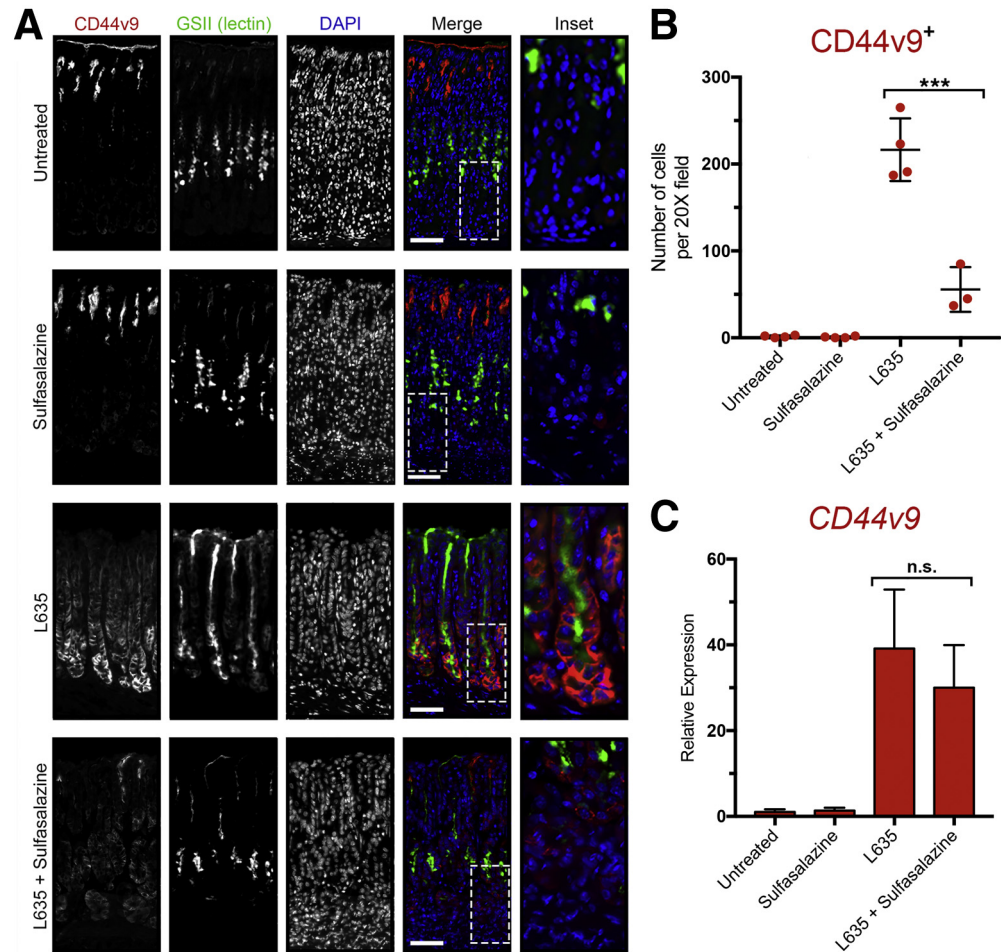 A
CD44v9
GSII (lectin)
DAPI
Merge
Inset
Untreated
Sulfasalazine
L635
L635 + Sulfasalazine
B
CD44v9+
***
Number of cells
per 20X field
300
200
100
0
Untreated
Sulfasalazine
L635
L635 + Sulfasalazine
C
CD44v9
n.s.
Relative Expression
60
40
20
0
Untreated
Sulfasalazine
L635
L635 + Sulfasalazine